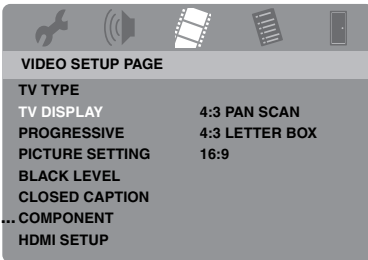 VIDEO SETUP PAGE
TV TYPE
TV DISPLAY 4:3 PAN SCAN
PROGRESSIVE 4:3 LETTER BOX
PICTURE SETTING 16:9
BLACK LEVEL
CLOSED CAPTION
... COMPONENT
HDMI SETUP